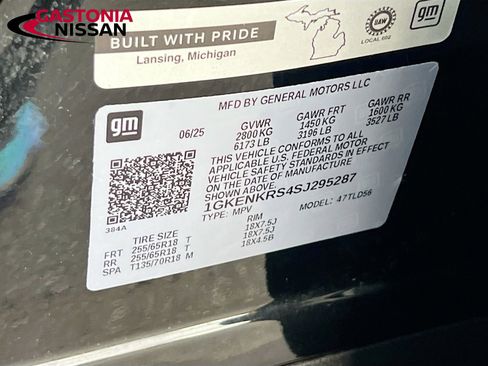 GASTONIA
NISSAN
BUILT WITH PRIDE
Lansing, Michigan
UAW
LOCAL 602
gm
gm
MFD BY GENERAL MOTORS LLC
06/25
GVWR GAWR FRT GAWR RR
2800 KG 1450 KG 1600 KG
6173 LB 3196 LB 3527 LB
THIS VEHICLE CONFORMS TO ALL
APPLICABLE U.S. FEDERAL MOTOR
VEHICLE SAFETY STANDARDS IN EFFECT
ON THE DATE OF MANUFACTURE
SHOWN ABOVE.
1GKENKRS4SJ295287
TYPE: MPV MODEL: 47TLD56
384A
TIRE SIZE RIM
FRT 255/65R18 T 18X7.5J
RR 255/65R18 T 18X7.5J
SPA T135/70R18 M 18X4.5B